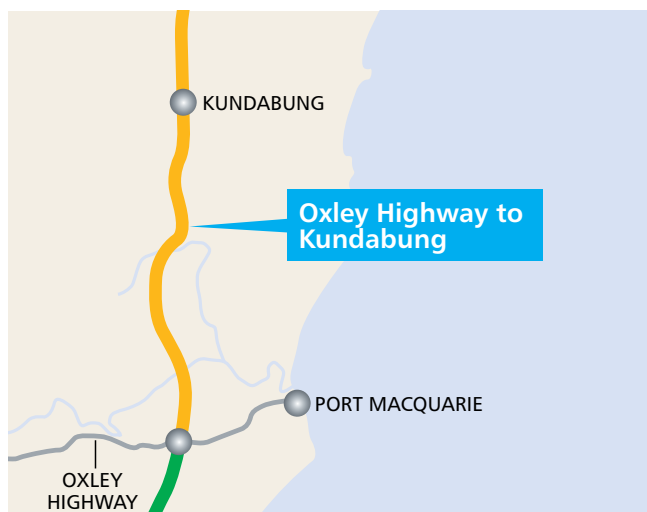 KUNDABUNG
Oxley Highway to
Kundabung
PORT MACQUARIE
OXLEY
HIGHWAY